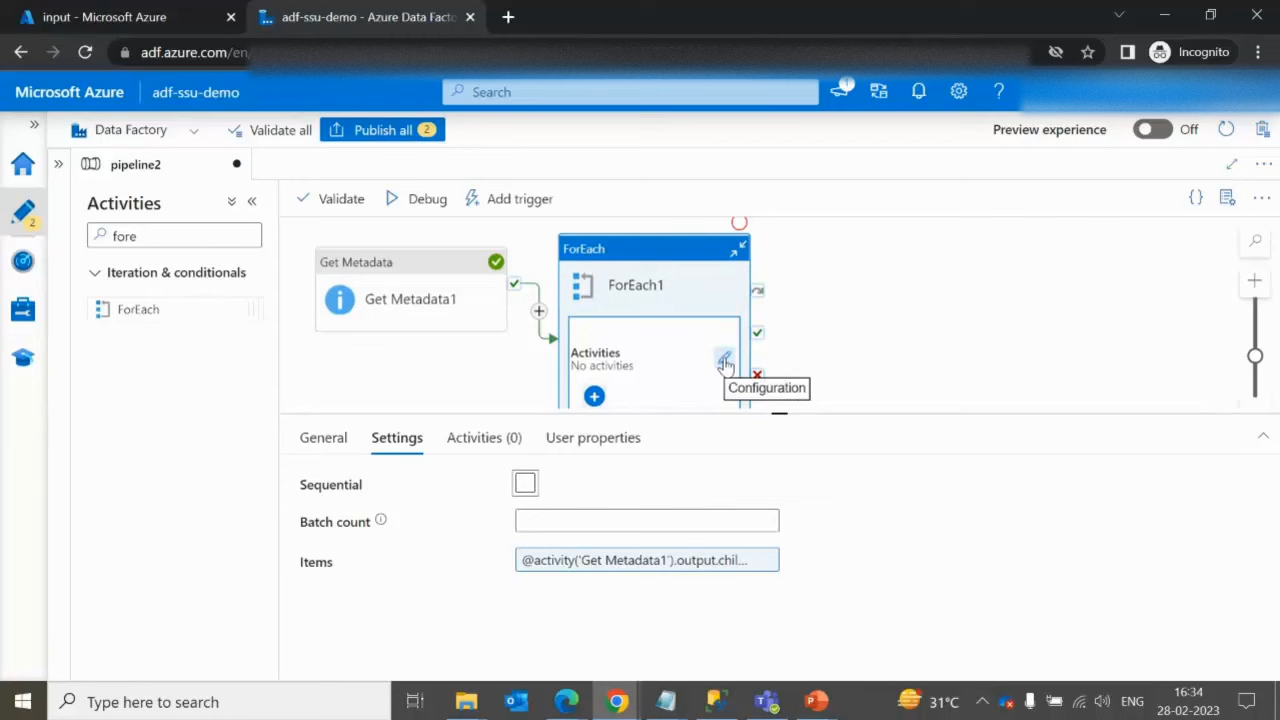 input - Microsoft Azure
adf-ssu-demo - Azure Data Facto
adf.azure.com/en
Incognito
Microsoft Azure
adf-ssu-demo
Search
1
Data Factory
Validate all
Publish all
2
Preview experience
Off
pipeline2
2
Activities
Validate
Debug
Add trigger
fore
Iteration & conditionals
ForEach
Get Metadata
Get Metadata1
ForEach
ForEach1
Activities
No activities
Configuration
General
Settings
Activities (0)
User properties
Sequential
Batch count
Items
@activity('Get Metadata1').output.chil...
Type here to search
31°C
ENG
16:34
28-02-2023